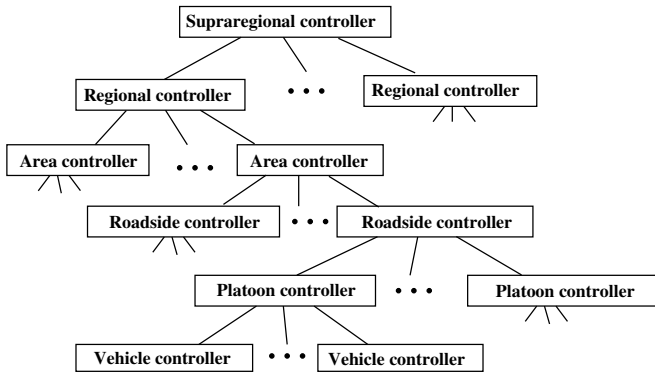 Supraregional controller
Regional controller
Regional controller
Area controller
Area controller
Roadside controller
Roadside controller
Platoon controller
Platoon controller
Vehicle controller
Vehicle controller